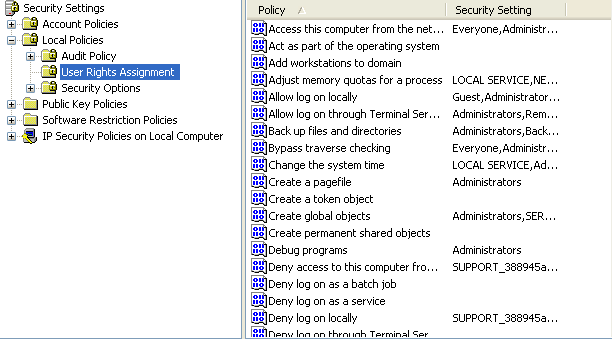 Security Settings
Account Policies
Local Policies
Audit Policy
User Rights Assignment
Security Options
Public Key Policies
Software Restriction Policies
IP Security Policies on Local Computer
Policy Security Setting
Access this computer from the net... Everyone,Administr...
Act as part of the operating system
Add workstations to domain
Adjust memory quotas for a process LOCAL SERVICE,NE...
Allow log on locally Guest,Administrator...
Allow log on through Terminal Ser... Administrators,Rem...
Back up files and directories Administrators,Back...
Bypass traverse checking Everyone,Administr...
Change the system time LOCAL SERVICE,Ad...
Create a pagefile Administrators
Create a token object
Create global objects Administrators,SER...
Create permanent shared objects
Debug programs Administrators
Deny access to this computer fro... SUPPORT_388945a...
Deny log on as a batch job
Deny log on as a service
Deny log on locally SUPPORT_388945a...
Deny log on through Terminal Ser